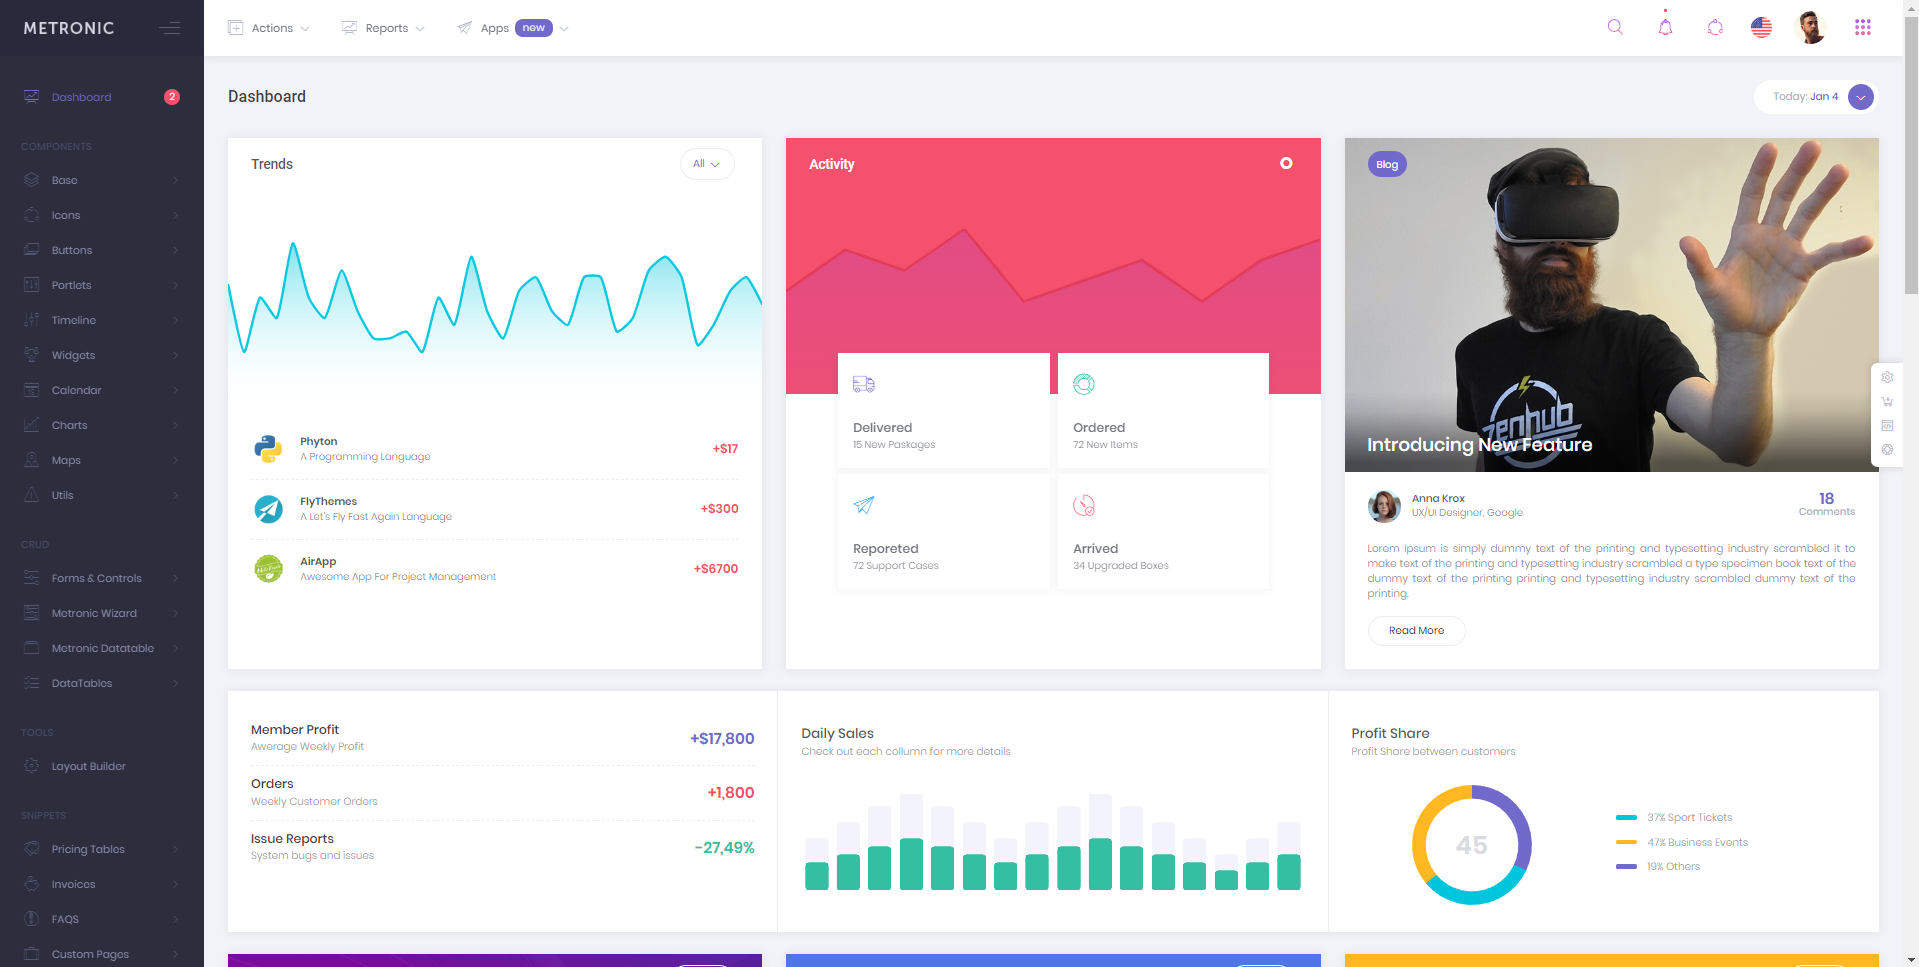 METRONIC
Actions
Reports
Apps new
Dashboard 2
COMPONENTS
Base
Icons
Buttons
Portlets
Timeline
Widgets
Calendar
Charts
Maps
Utils
CRUD
Forms & Controls
Metronic Wizard
Metronic Datatable
DataTables
TOOLS
Layout Builder
SNIPPETS
Pricing Tables
Invoices
FAQS
Custom Pages
Dashboard
Today: Jan 4
Trends
All
Phyton
A Programming Language
+$17
FlyThemes
A Let's Fly Fast Again Language
+$300
AirApp
Awesome App For Project Management
+$6700
Activity
Delivered
15 New Paskages
Ordered
72 New Items
Reporeted
72 Support Cases
Arrived
34 Upgraded Boxes
Blog
zenhub
Introducing New Feature
Anna Krox
UX/UI Designer, Google
18
Comments
Lorem Ipsum is simply dummy text of the printing and typesetting industry scrambled it to
make text of the printing and typesetting industry scrambled a type specimen book text of the
dummy text of the printing printing and typesetting industry scrambled dummy text of the
printing.
Read More
Member Profit
Awerage Weekly Profit
+$17,800
Orders
Weekly Customer Orders
+1,800
Issue Reports
System bugs and issues
-27,49%
Daily Sales
Check out each collumn for more details
Profit Share
Profit Share between customers
45
37% Sport Tickets
47% Business Events
19% Others